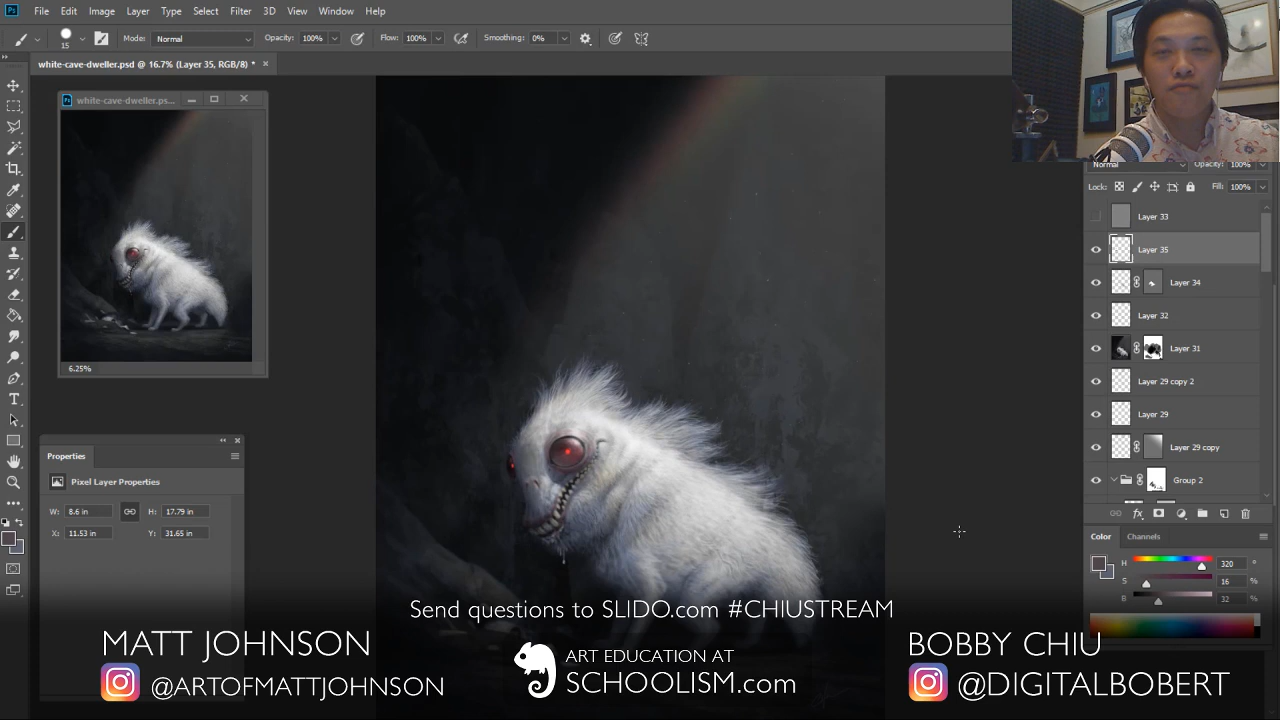 Ps File Edit Image Layer Type Select Filter 3D View Window Help
15 Mode: Normal Opacity: 100% Flow: 100% Smoothing: 0%
white-cave-dweller.psd @ 16.7% (Layer 35, RGB/8) *
white-cave-dweller.ps...
6.25%
Properties
Pixel Layer Properties
W: 8.6 in H: 17.79 in
X: 11.53 in Y: 31.65 in
Normal Opacity: 100%
Lock: Fill: 100%
Layer 33
Layer 35
Layer 34
Layer 32
Layer 31
Layer 29 copy 2
Layer 29
Layer 29 copy
Group 2
Color Channels
H 320 °
S 16 %
B 32 %
Send questions to SLIDO.com #CHIUSTREAM
MATT JOHNSON
@ARTOFMATTJOHNSON
ART EDUCATION AT
SCHOOLISM.com
BOBBY CHIU
@DIGITALBOBERT